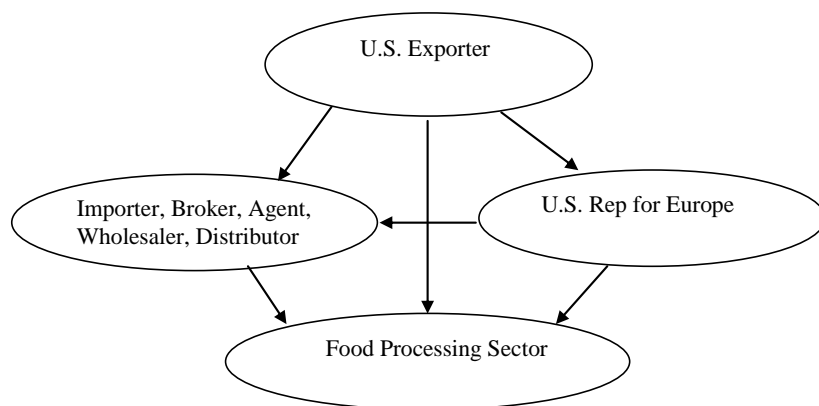 U.S. Exporter
Importer, Broker, Agent,
Wholesaler, Distributor
U.S. Rep for Europe
Food Processing Sector